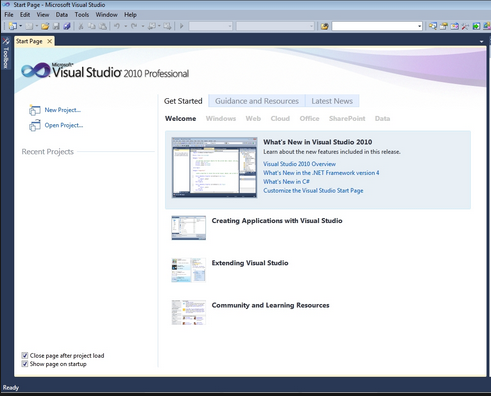 Start Page - Microsoft Visual Studio
File Edit View Data Tools Window Help
Start Page
Toolbox
Microsoft
Visual Studio 2010 Professional
New Project...
Open Project...
Recent Projects
Get Started Guidance and Resources Latest News
Welcome Windows Web Cloud Office SharePoint Data
What's New in Visual Studio 2010
Learn about the new features included in this release.
Visual Studio 2010 Overview
What's New in the .NET Framework version 4
What's New in C#
Customize the Visual Studio Start Page
Creating Applications with Visual Studio
Extending Visual Studio
Community and Learning Resources
Close page after project load
Show page on startup
Ready